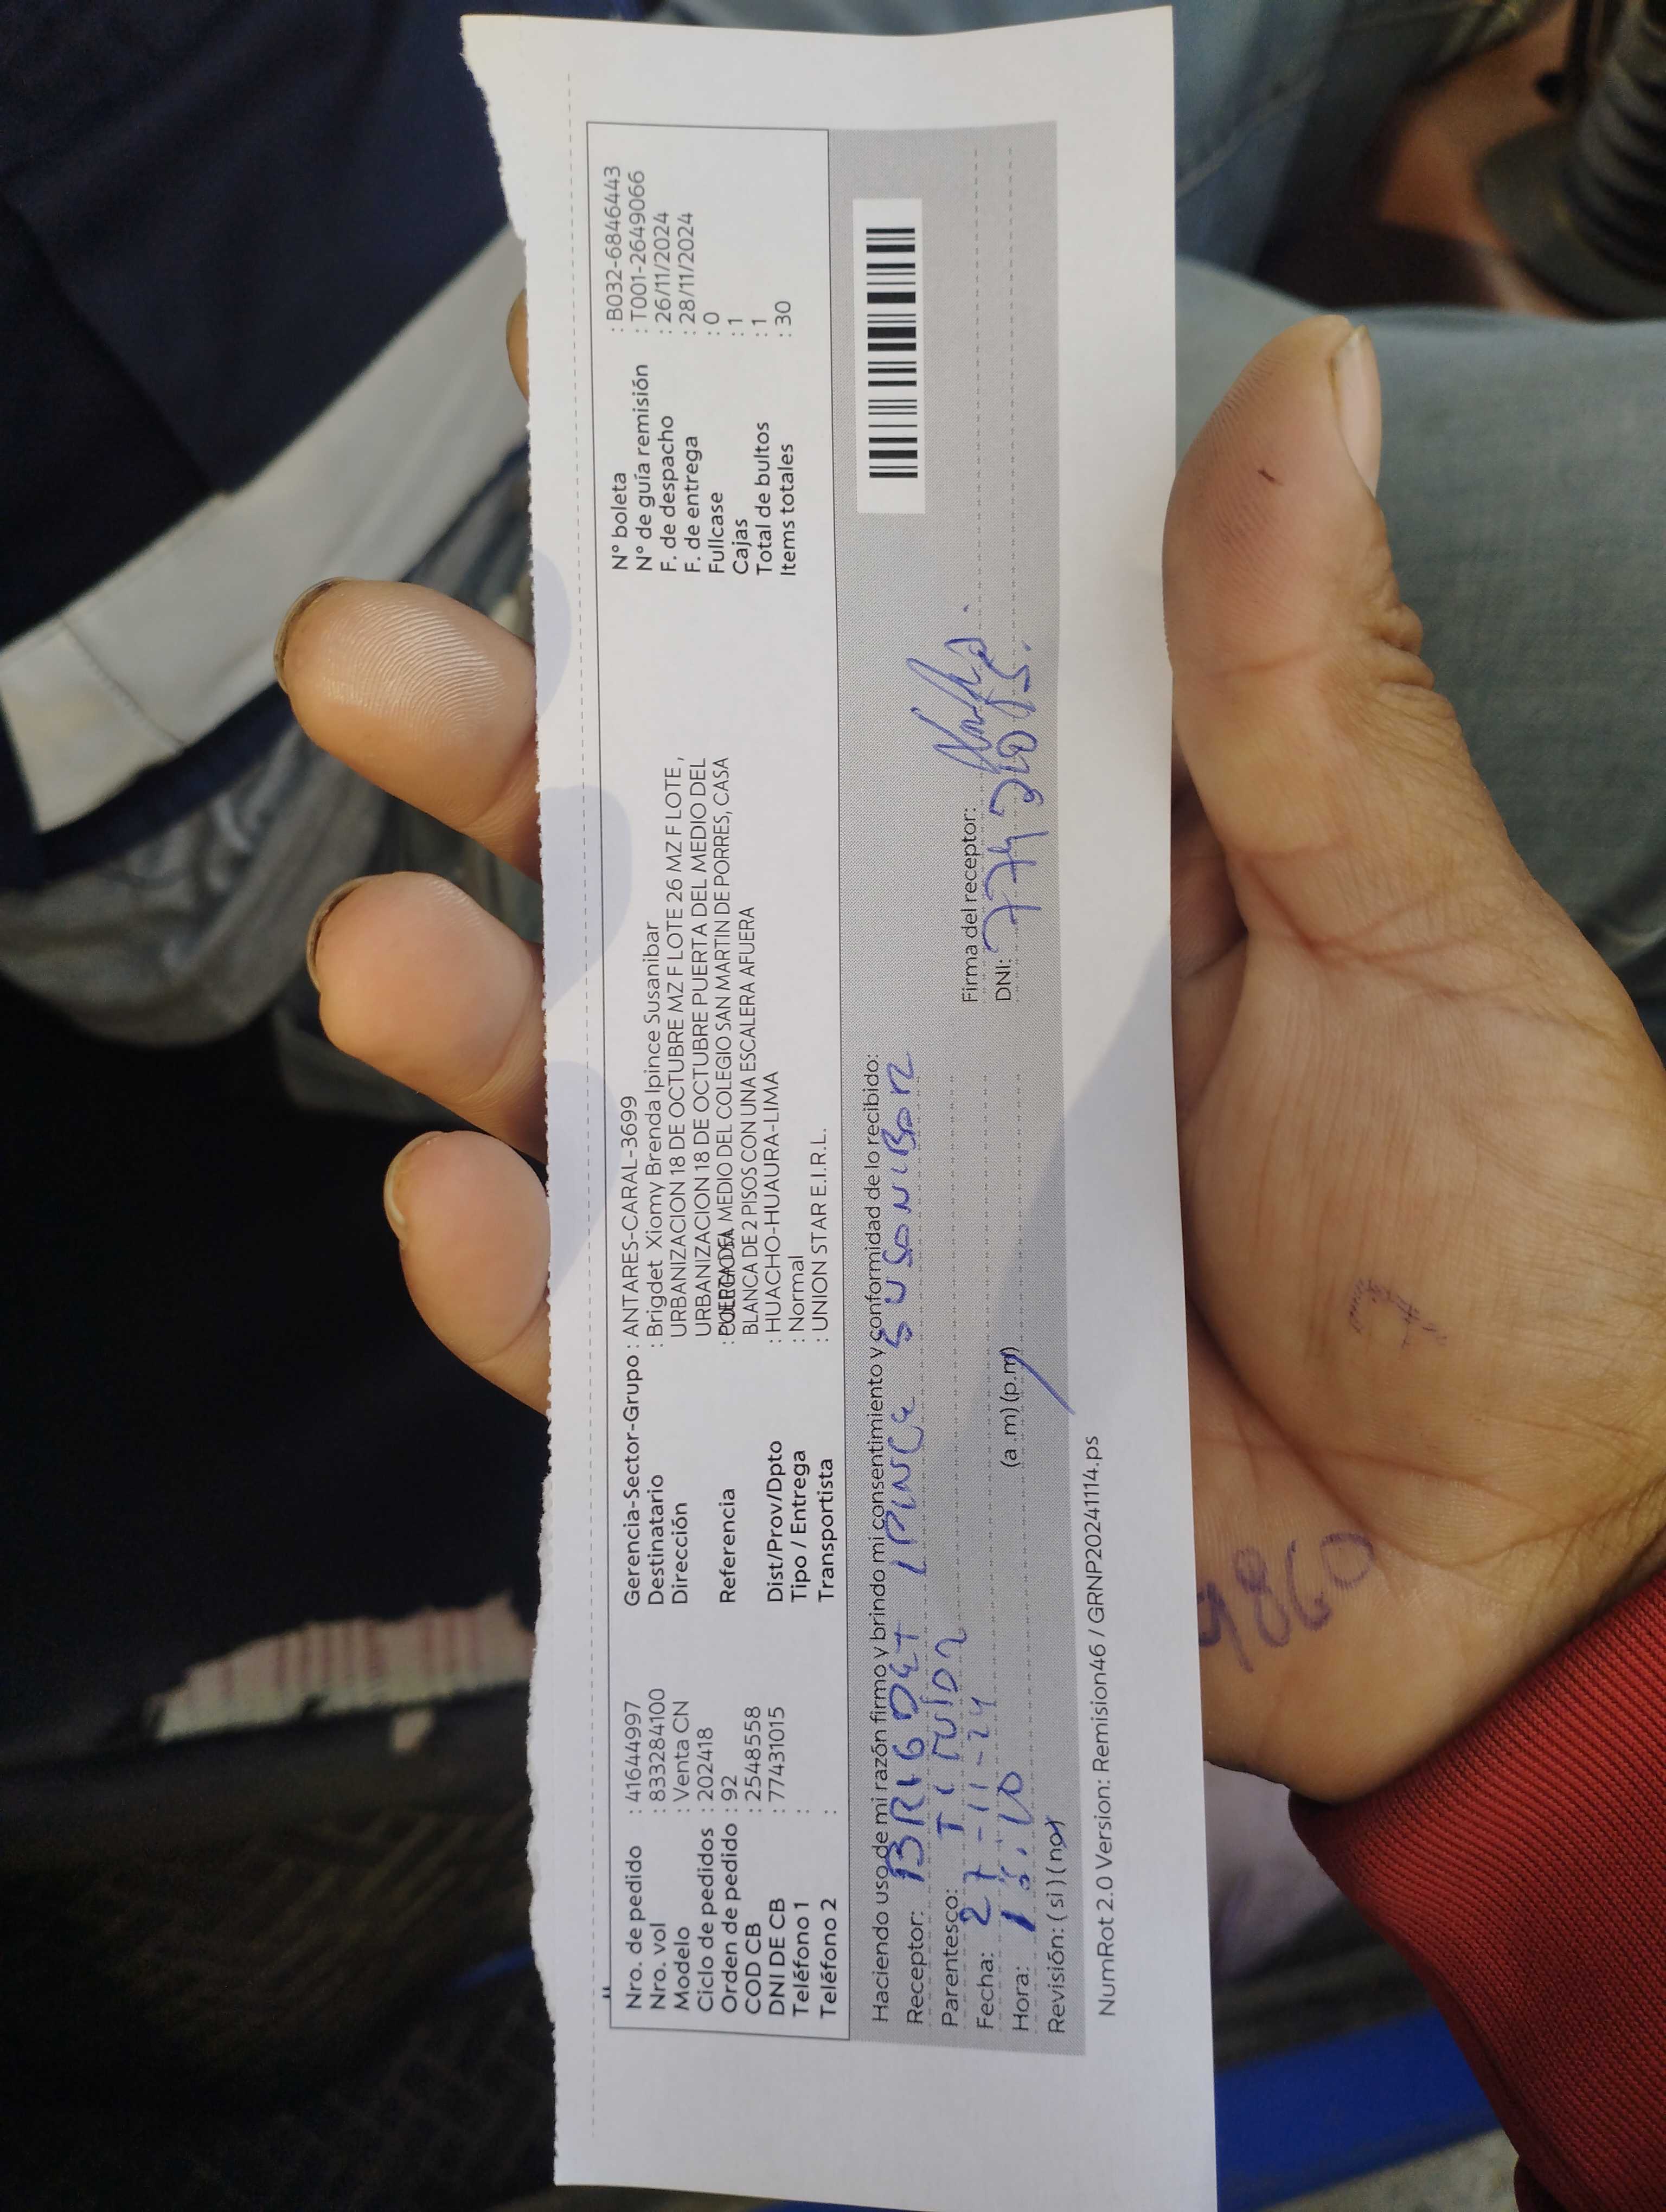 Nro. de pedido : 41644997
Nro. vol : 833284100
Modelo : Venta CN
Ciclo de pedidos : 202418
Orden de pedido : 92
COD CB : 2548558
DNI DE CB : 77431015
Teléfono 1 :
Teléfono 2 :
Gerencia-Sector-Grupo : ANTARES-CARAL-3699
Destinatario : Brigdet Xiomy Brenda Ipince Susanibar
Dirección URBANIZACION 18 DE OCTUBRE MZ F LOTE 26 MZ F LOTE ,
URBANIZACION 18 DE OCTUBRE PUERTA DEL MEDIO DEL
Referencia : MEDIO DEL COLEGIO SAN MARTIN DE PORRES, CASA
BLANCA DE 2 PISOS CON UNA ESCALERA AFUERA
Dist/Prov/Dpto : HUACHO-HUAURA-LIMA
Tipo / Entrega : Normal
Transportista : UNION STAR E.I.R.L.
N° boleta : B032-6846443
N° de guía remisión : T001-2649066
F. de despacho : 26/11/2024
F. de entrega : 28/11/2024
Fullcase : 0
Cajas : 1
Total de bultos : 1
Items totales : 30
Haciendo uso de mi razón firmo y brindo mi consentimiento y conformidad de lo recibido:
Receptor: BRIGDET IPINCE SUSANIBAR
Parentesco: TITULAR
Fecha: 27-11-24
Hora: (a .m) (p.m)
Revisión: ( si ) ( no )
Firma del receptor:
DNI:
NumRot 2.0 Version: Remision46 / GRNP20241114.ps
9860